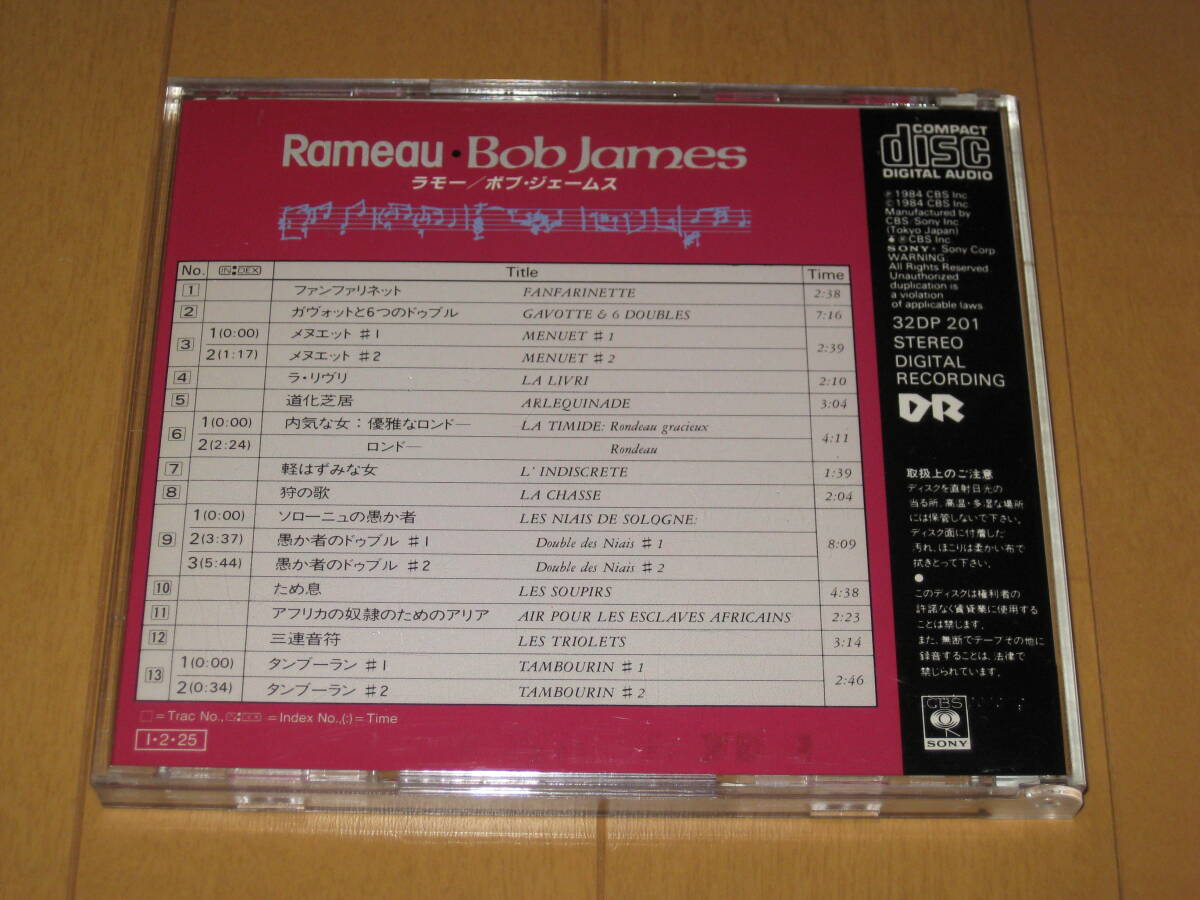 Rameau・Bob James
ラモー／ボブ・ジェームス
No. INDEX Title Time
1 ファンファリネット FANFARINETTE 2:38
2 ガヴォットと6つのドゥブル GAVOTTE & 6 DOUBLES 7:16
3 1(0:00) メヌエット #1 MENUET #1 2:39
2(1:17) メヌエット #2 MENUET #2
4 ラ・リヴリ LA LIVRI 2:10
5 道化芝居 ARLEQUINADE 3:04
6 1(0:00) 内気な女：優雅なロンドー LA TIMIDE: Rondeau gracieux 4:11
2(2:24) ロンドー Rondeau
7 軽はずみな女 L' INDISCRETE 1:39
8 狩の歌 LA CHASSE 2:04
9 1(0:00) ソローニュの愚か者 LES NIAIS DE SOLOGNE: 8:09
2(3:37) 愚か者のドゥブル #1 Double des Niais #1
3(5:44) 愚か者のドゥブル #2 Double des Niais #2
10 ため息 LES SOUPIRS 4:38
11 アフリカの奴隷のためのアリア AIR POUR LES ESCLAVES AFRICAINS 2:23
12 三連音符 LES TRIOLETS 3:14
13 1(0:00) タンブーラン #1 TAMBOURIN #1 2:46
2(0:34) タンブーラン #2 TAMBOURIN #2
□=Trac No., INDEX =Index No.,(:)=Time
I・2・25
COMPACT
disc
DIGITAL AUDIO
Ⓟ1984 CBS Inc
©1984 CBS Inc.
Manufactured by
CBS Sony Inc
(Tokyo Japan)
® CBS Inc
SONY® Sony Corp
WARNING
All Rights Reserved
Unauthorized
duplication is
a violation
of applicable laws
32DP 201
STEREO
DIGITAL
RECORDING
DR
取扱上のご注意
ディスクを直射日光の
当る所、高温・多湿な場所
には保管しないで下さい。
ディスク面に付着した
汚れ、ほこりは柔かい布で
拭きとって下さい。
●
このディスクは権利者の
許諾なく賃貸業に使用する
ことは禁じます。
また、無断でテープその他に
録音することは、法律で
禁じられています。
CBS
SONY